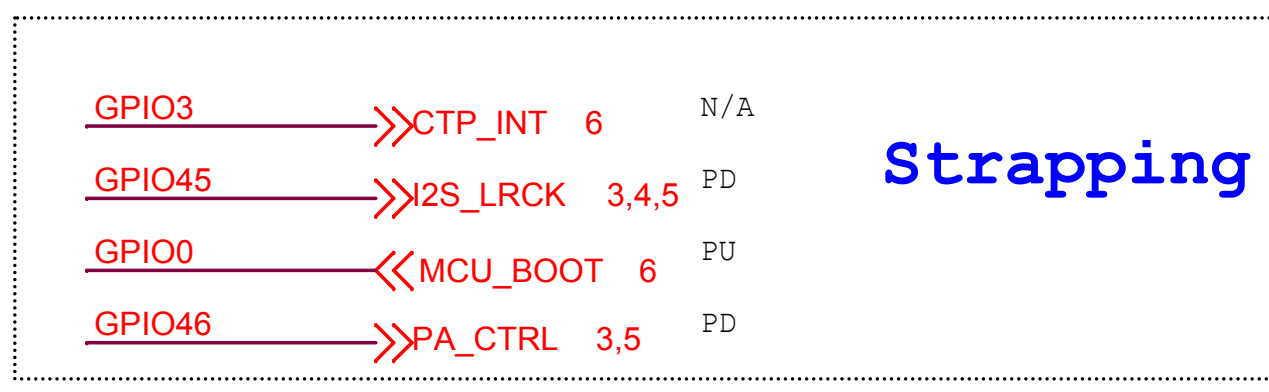 GPIO3 CTP_INT 6 N/A
GPIO45 I2S_LRCK 3,4,5 PD
Strapping
GPIO0 MCU_BOOT 6 PU
GPIO46 PA_CTRL 3,5 PD